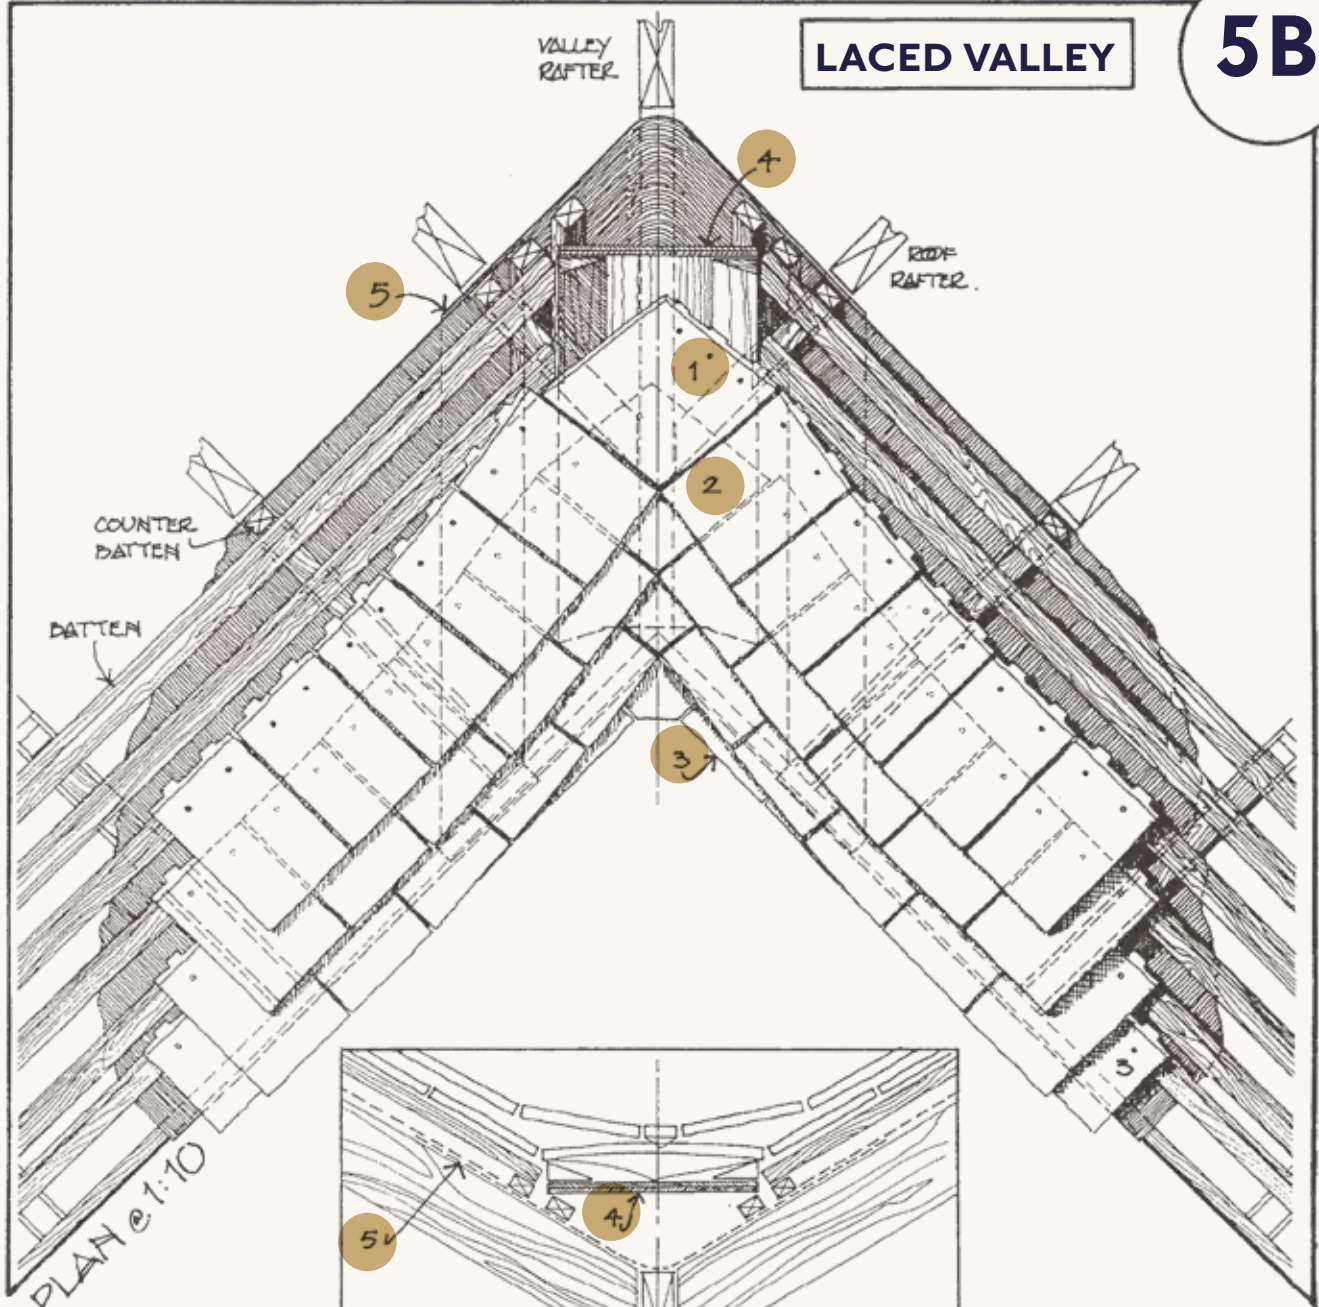 LACED VALLEY
5B
VALLEY
RAFTER
4
5
ROOF
RAFTER.
1
2
COUNTER
BATTEN
BATTEN
3
3
PLAN @ 1:10
4
5